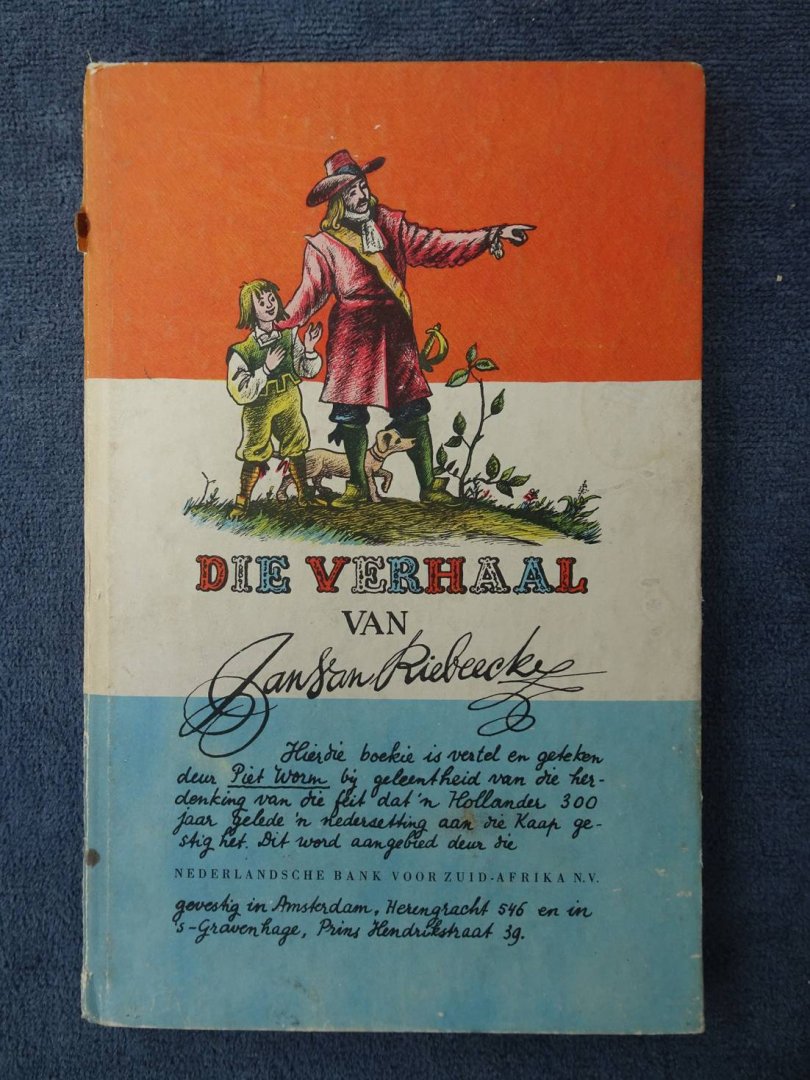 DIE VERHAAL
VAN
Jan Van Riebeeck
Hierdie boekie is vertel en geteken
deur Piet Worm bij geleentheid van die her-
denking van die feit dat 'n Hollander 300
jaar gelede 'n nedersetting aan die Kaap ge-
stig het. Dit word aangebied deur die
NEDERLANDSCHE BANK VOOR ZUID-AFRIKA N.V.
gevestig in Amsterdam, Herengracht 546 en in
's-Gravenhage, Prins Hendrikstraat 39.